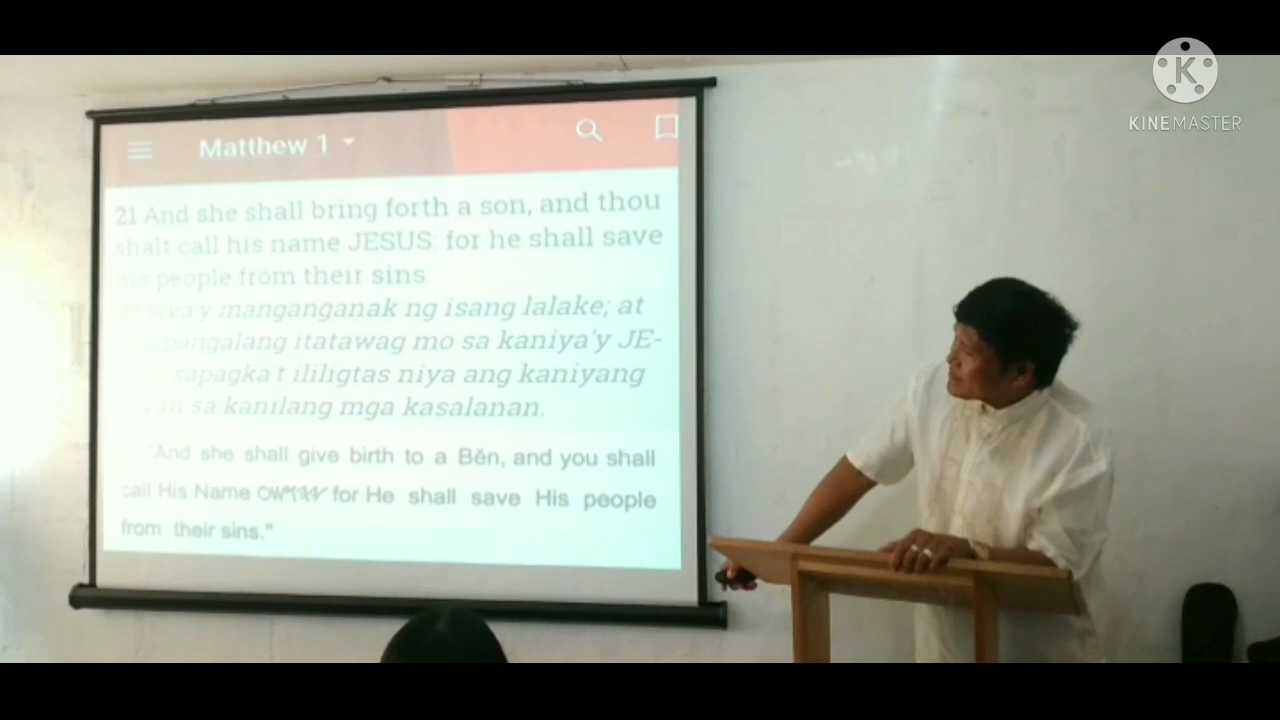 Matthew 1
21 And she shall bring forth a son, and thou
shalt call his name JESUS: for he shall save
his people from their sins.
manganganak ng isang lalake; at
pangalang itatawag mo sa kaniya'y JE-
sapagka't ililigtas niya ang kaniyang
sa kanilang mga kasalanan.
"And she shall give birth to a Bĕn, and you shall
call His Name for He shall save His people
from their sins."
KINEMASTER